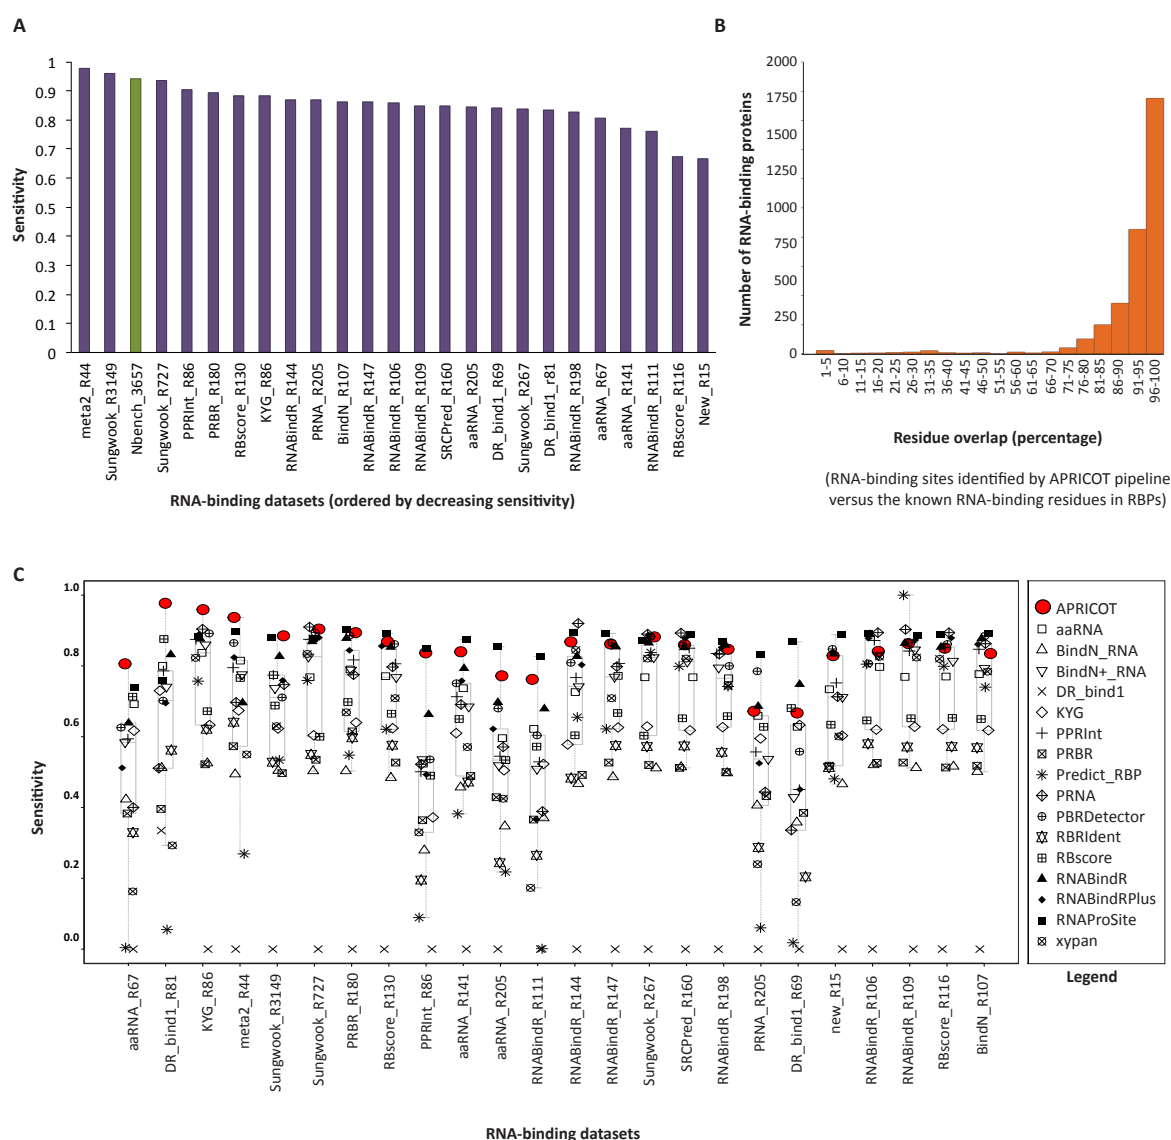 A
B
1
0.9
0.8
0.7
0.6
0.5
0.4
0.3
0.2
0.1
0
Sensitivity
meta2_R44
Sungwook_R3149
Nbench_3657
Sungwook_R727
PPRInt_R86
PRBR_R180
RBscore_R130
KYG_R86
RNABindR_R144
PRNA_R205
BindN_R107
RNABindR_R147
RNABindR_R106
RNABindR_R109
SRCPred_R160
aaRNA_R205
DR_bind1_R69
Sungwook_R267
DR_bind1_r81
RNABindR_R198
aaRNA_R67
aaRNA_R141
RNABindR_R111
RBscore_R116
New_R15
RNA-binding datasets (ordered by decreasing sensitivity)
2000
1750
1500
1250
1000
750
500
250
0
Number of RNA-binding proteins
1-5
6-10
11-15
16-20
21-25
26-30
31-35
36-40
41-45
46-50
51-55
56-60
61-65
66-70
71-75
76-80
81-85
86-90
91-95
96-100
Residue overlap (percentage)
(RNA-binding sites identified by APRICOT pipeline
versus the known RNA-binding residues in RBPs)
C
1.0
0.8
0.6
0.4
0.2
0.0
Sensitivity
aaRNA_R67
DR_bind1_R81
KYG_R86
meta2_R44
Sungwook_R3149
Sungwook_R727
PRBR_R180
RBscore_R130
PPRInt_R86
aaRNA_R141
aaRNA_R205
RNABindR_R111
RNABindR_R144
RNABindR_R147
Sungwook_R267
SRCPred_R160
RNABindR_R198
PRNA_R205
DR_bind1_R69
new_R15
RNABindR_R106
RNABindR_R109
RBscore_R116
BindN_R107
RNA-binding datasets
APRICOT
aaRNA
BindN_RNA
BindN+_RNA
DR_bind1
KYG
PPRInt
PRBR
Predict_RBP
PRNA
PBRDetector
RBRIdent
RBscore
RNABindR
RNABindRPlus
RNAProSite
xypan
Legend